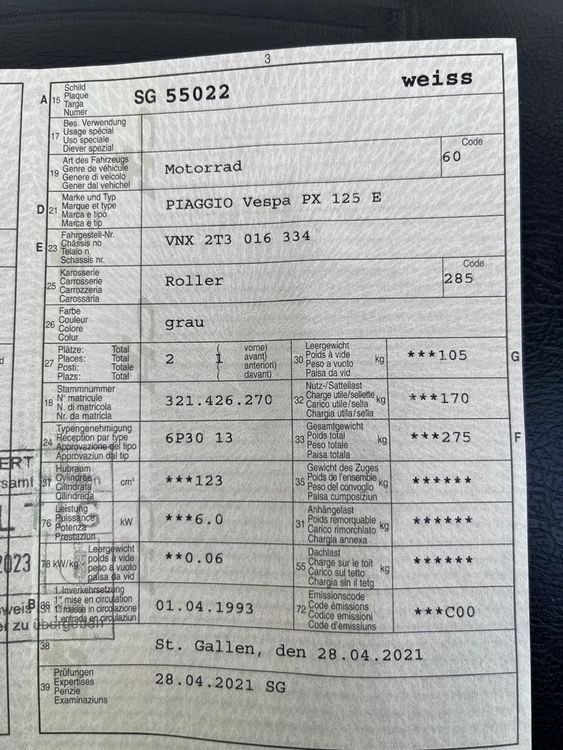 3
A 15 Schild
Plaque
Targa
Numer
SG 55022
weiss
17 Bes. Verwendung
Usage spécial
Uso speciale
Diever spezial
19 Art des Fahrzeugs
Genre de véhicule
Genere di veicolo
Gener dal vehichel
Motorrad
Code
60
D 21 Marke und Typ
Marque et type
Marca e tipo
Marca e tip
PIAGGIO Vespa PX 125 E
E 23 Fahrgestell-Nr.
Châssis no
Telaio n.
Schassis nr.
VNX 2T3 016 334
25 Karosserie
Carrosserie
Carrozzeria
Carossaria
Roller
Code
285
26 Farbe
Couleur
Colore
Colur
grau
27 Plätze: Total
Places: Total
Posti: Totale
Plazs: Total
2 1
( vorne)
( avant)
( anteriori)
( davant)
30 Leergewicht
Poids à vide
Peso a vuoto
Paisa da vid
kg
***105
G
18 Stammnummer
N° matricule
N. di matricola
Nr. da matricla
321.426.270
32 Nutz-/Sattellast
Charge utile/sellette
Carico utile/sella
Chargia utila/sella
kg
***170
24 Typengenehmigung
Réception par type
Approvazione del tipo
Approvaziun dal tip
6P30 13
33 Gesamtgewicht
Poids total
Peso totale
Paisa totala
kg
***275
F
37 Hubraum
Cylindrée
Cilindrata
Cilindrada
cm³
***123
35 Gewicht des Zuges
Poids de l'ensemble
Peso del convoglio
Paisa cumposiziun
kg
******
76 Leistung
Puissance
Potenza
Prestaziun
kW
***6.0
31 Anhängelast
Poids remorquable
Carico rimorchiato
Chargia annexa
kg
******
78 kW/kg
Leergewicht
poids à vide
peso a vuoto
paisa da vid
**0.06
55 Dachlast
Charge sur le toit
Carico sul tetto
Chargia sin il tetg
kg
******
B 36 1. Inverkehrsetzung
1re mise en circulation
1a messa in circolazione
1. entrada en circulaziun
01.04.1993
72 Emissionscode
Code émissions
Codice emissioni
Code d'emissiuns
***C00
38
St. Gallen, den 28.04.2021
39 Prüfungen
Expertises
Perizie
Examinaziuns
28.04.2021 SG
ERT
2023
zu übergeben